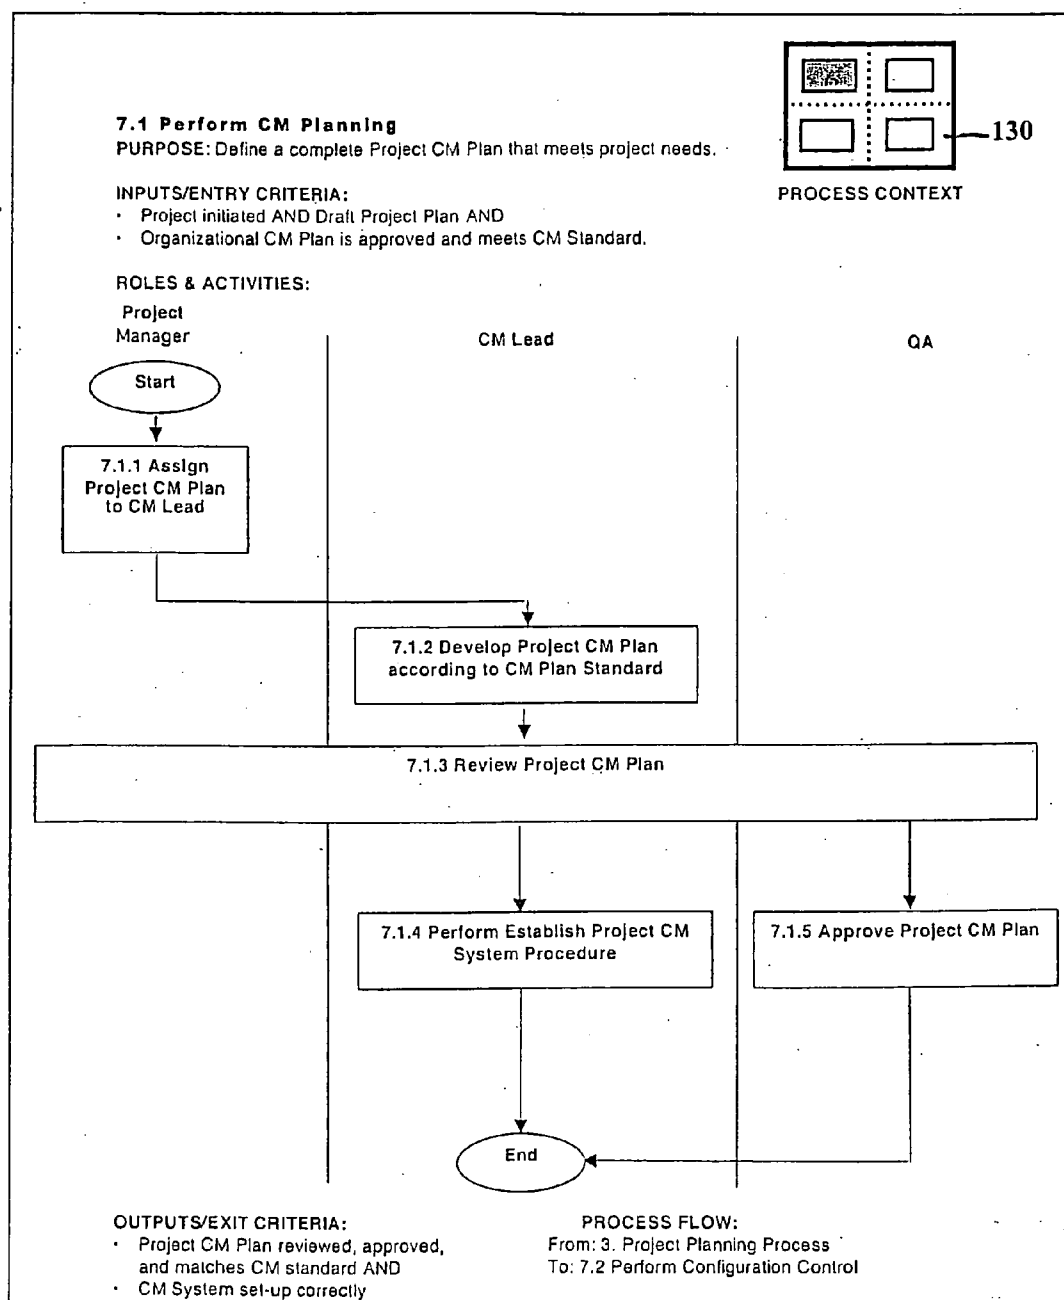 7.1 Perform CM Planning
PURPOSE: Define a complete Project CM Plan that meets project needs.
130
PROCESS CONTEXT
INPUTS/ENTRY CRITERIA:
· Project initiated AND Draft Project Plan AND
· Organizational CM Plan is approved and meets CM Standard.
ROLES & ACTIVITIES:
Project
Manager
CM Lead
QA
Start
7.1.1 Assign
Project CM Plan
to CM Lead
7.1.2 Develop Project CM Plan
according to CM Plan Standard
7.1.3 Review Project CM Plan
7.1.4 Perform Establish Project CM
System Procedure
7.1.5 Approve Project CM Plan
End
OUTPUTS/EXIT CRITERIA:
· Project CM Plan reviewed, approved,
and matches CM standard AND
· CM System set-up correctly
PROCESS FLOW:
From: 3. Project Planning Process
To: 7.2 Perform Configuration Control